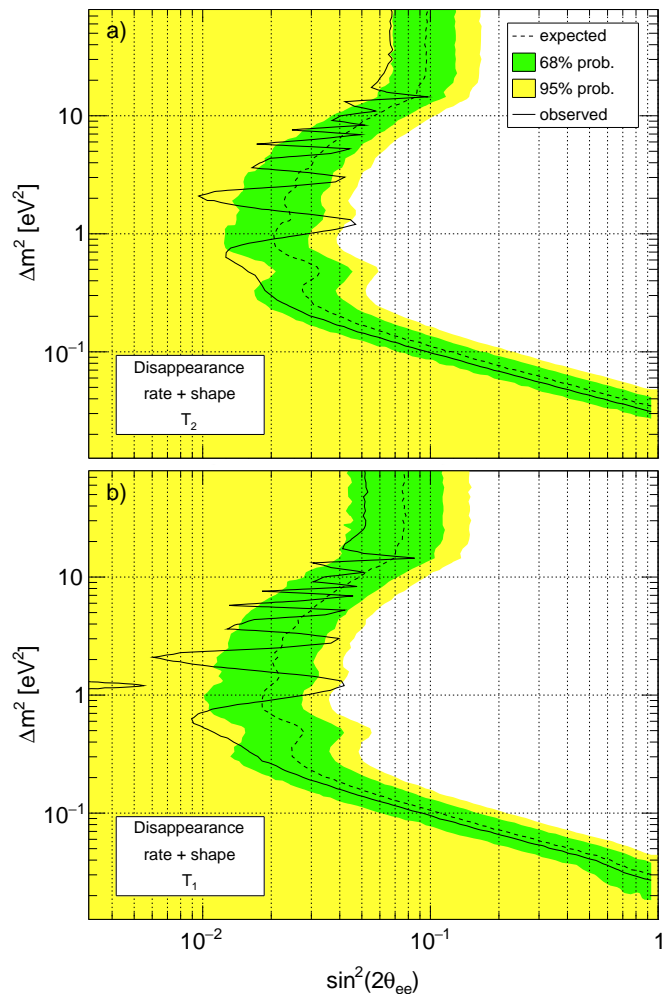 a)
expected
68% prob.
95% prob.
observed
10
1
10⁻¹
Δm² [eV²]
Disappearance
rate + shape
T₂
b)
10
1
10⁻¹
Δm² [eV²]
Disappearance
rate + shape
T₁
10⁻² 10⁻¹ 1
sin²(2θₑₑ)